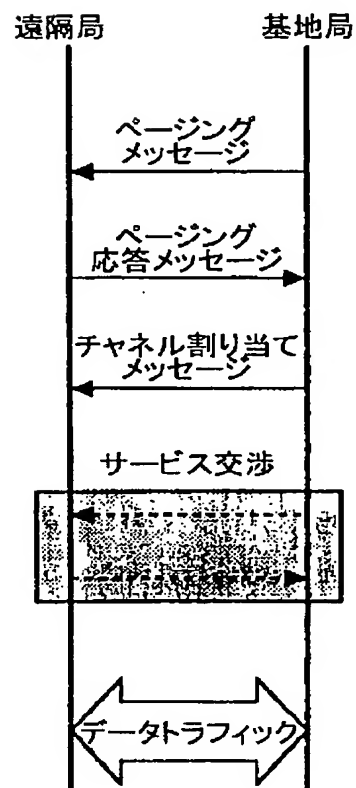 遠隔局
基地局
ページング
メッセージ
ページング
応答メッセージ
チャネル割り当て
メッセージ
サービス交渉
データトラフィック